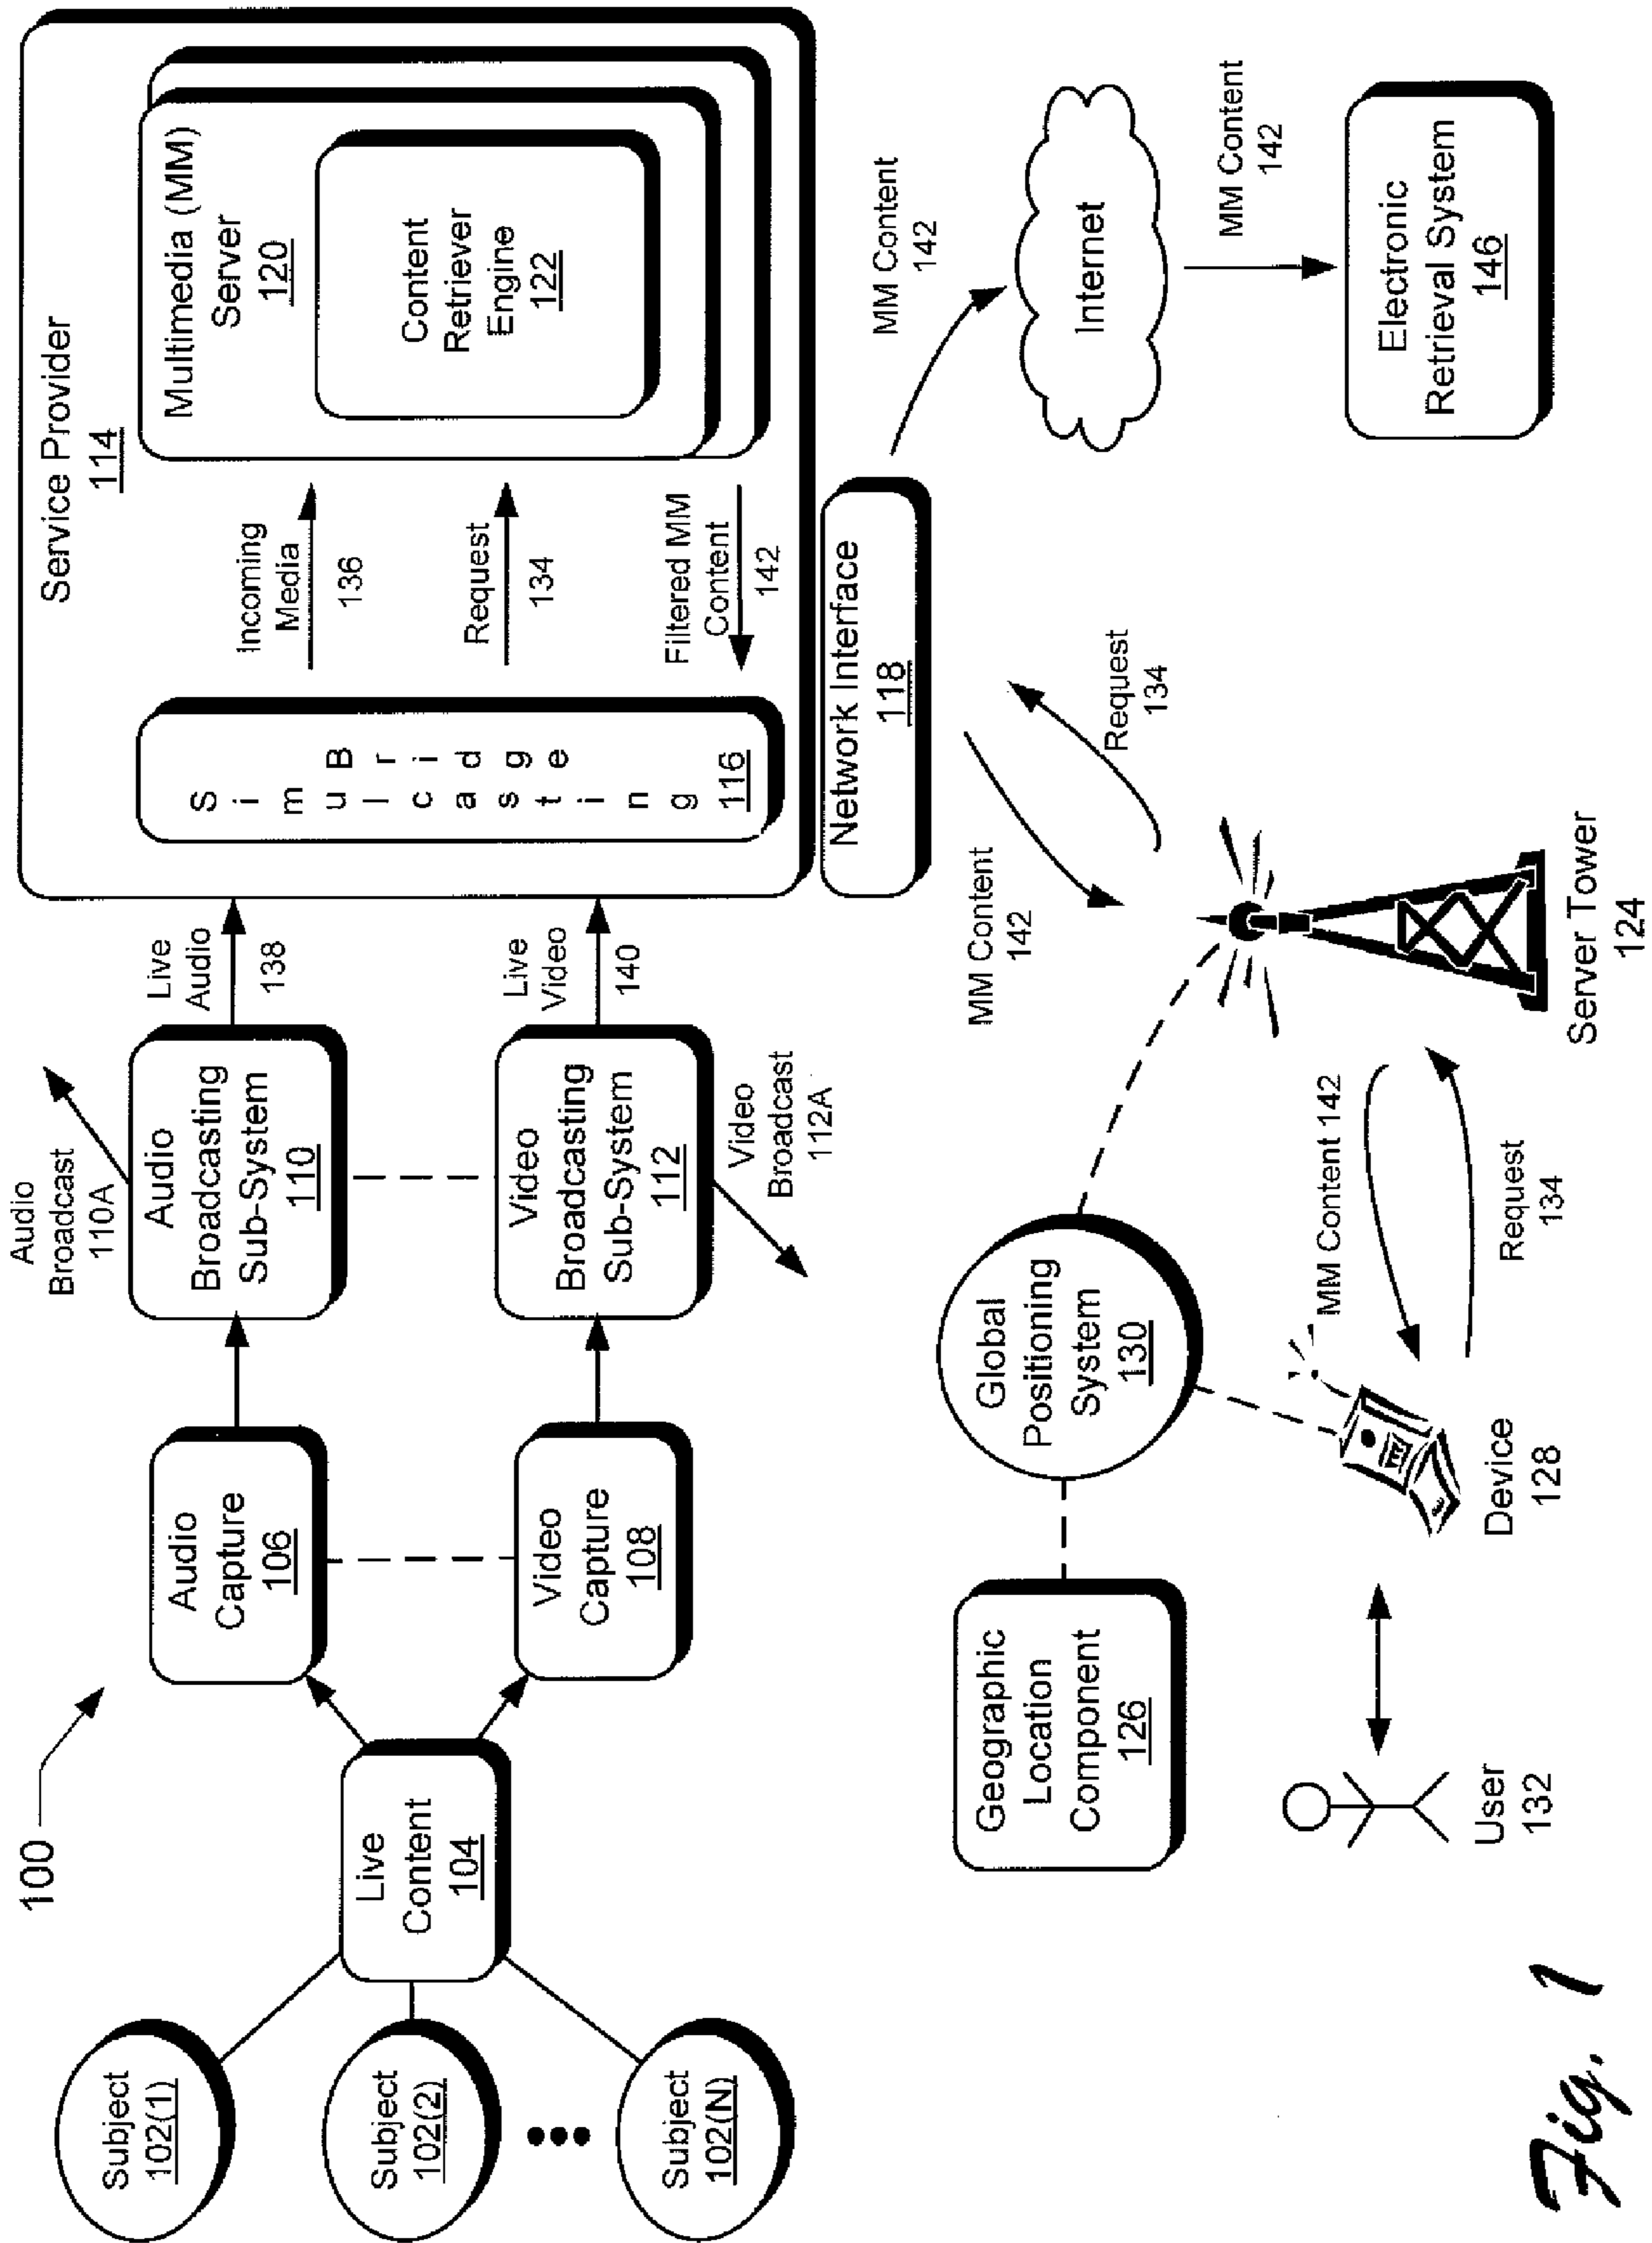 100
Subject
102(1)
Subject
102(2)
Subject
102(N)
Live
Content
104
Audio
Capture
106
Video
Capture
108
Audio
Broadcast
110A
Audio
Broadcasting
Sub-System
110
Video
Broadcasting
Sub-System
112
Video
Broadcast
112A
Live
Audio
138
Live
Video
140
Service Provider
114
Simulcasting
Bridge
116
Incoming
Media
136
Request
134
Filtered MM
Content
142
Multimedia (MM)
Server
120
Content
Retriever
Engine
122
Network Interface
118
MM Content
142
Internet
MM Content
142
Electronic
Retrieval System
146
MM Content
142
Request
134
Server Tower
124
Geographic
Location
Component
126
Global
Positioning
System
130
MM Content 142
Request
134
Device
128
User
132
Fig. 1